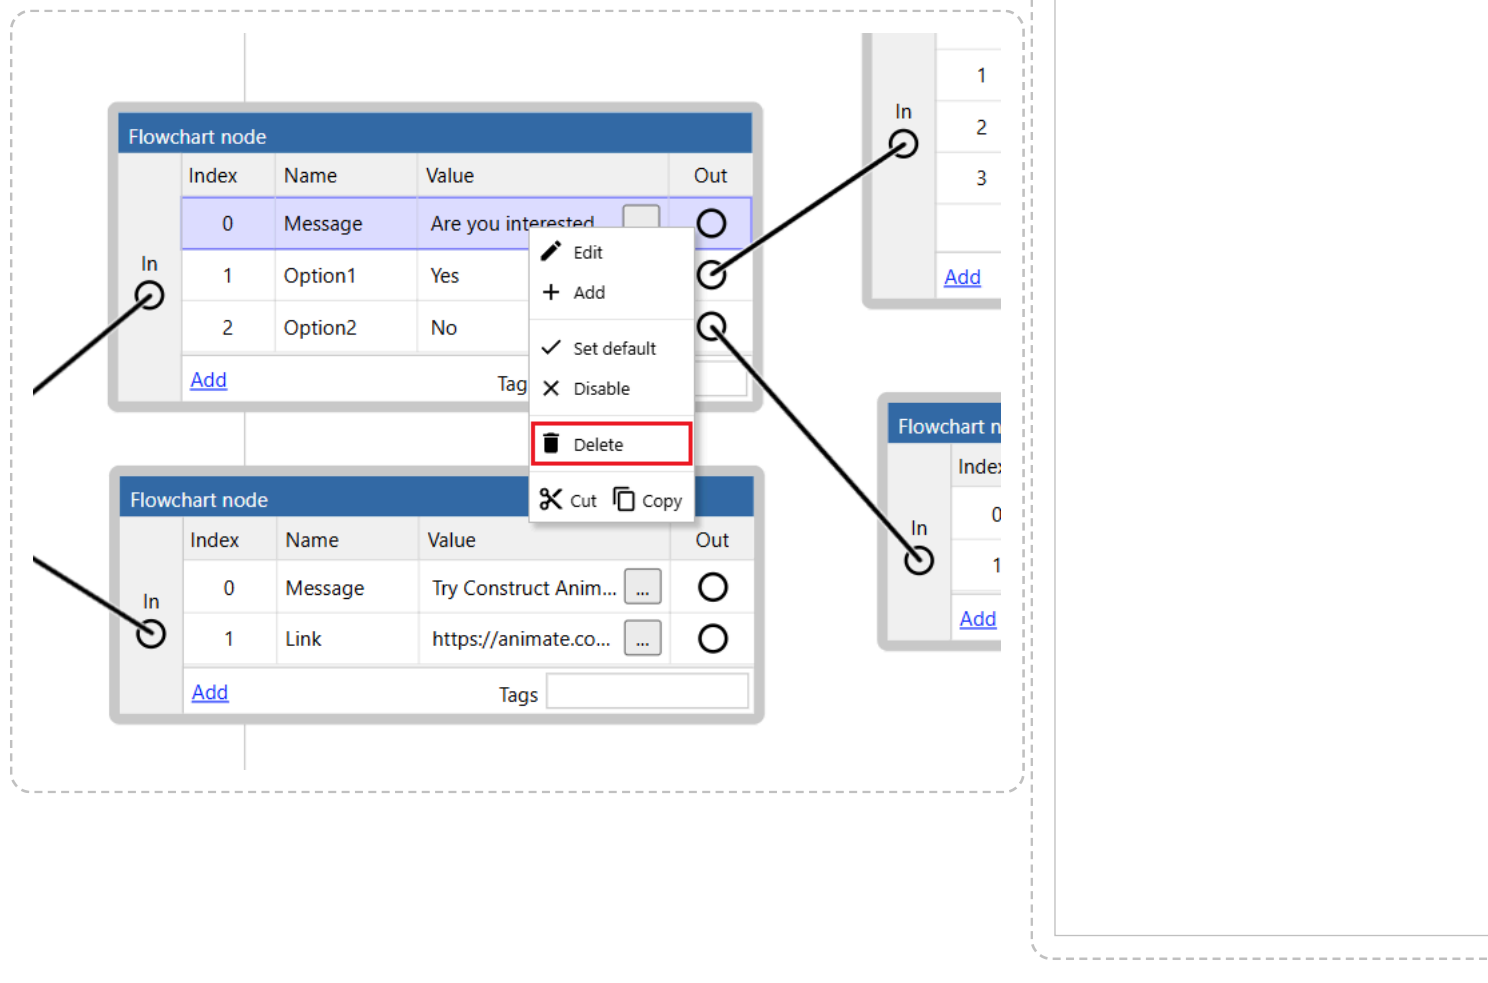 1
In
2
3
Add
Flowchart node
Index Name Value Out
0 Message Are you interested
In
1 Option1 Yes
2 Option2 No
Add Tag
Edit
Add
Set default
Disable
Delete
Cut Copy
Flowchart node
Index Name Value Out
0 Message Try Construct Anim... ...
In
1 Link https://animate.co... ...
Add Tags
Flowchart n
Index
0
In
1
Add